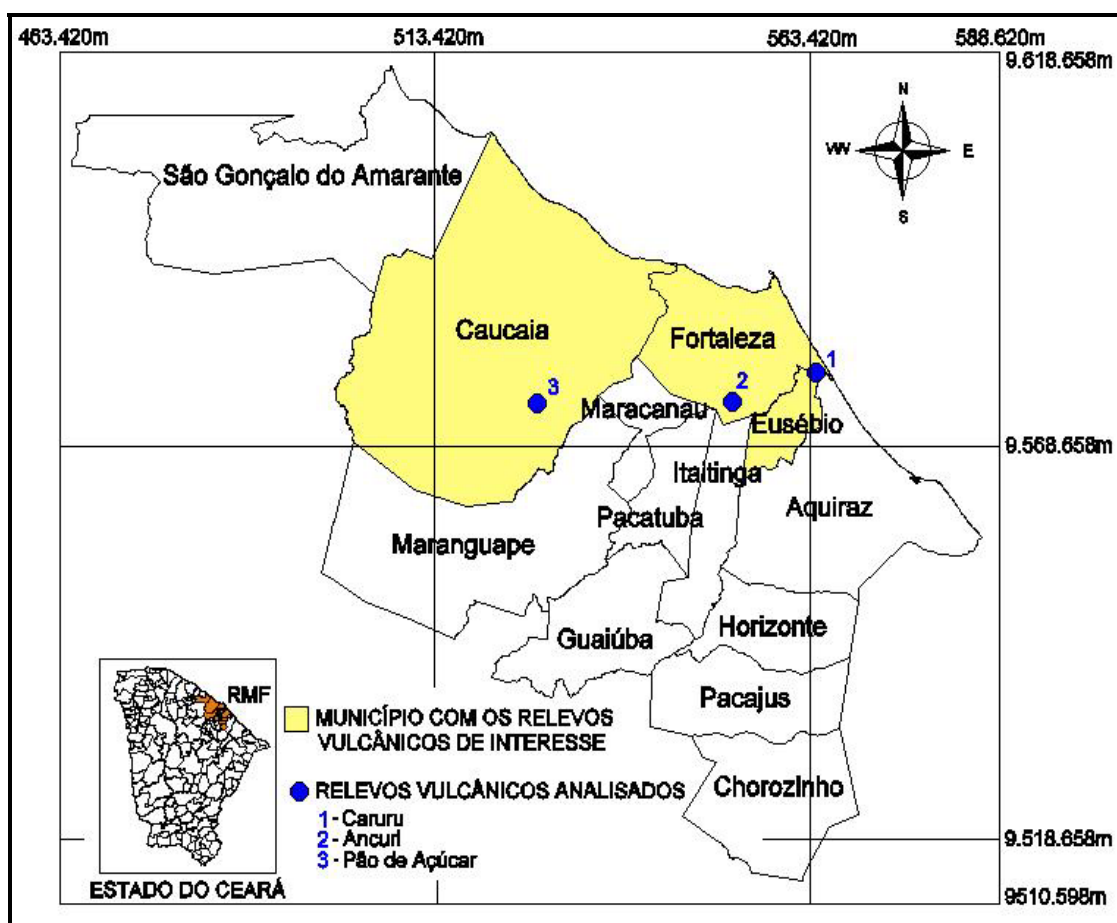 463.420m 513.420m 563.420m 588.620m
9.618.658m
N
W E
S
São Gonçalo do Amarante
Caucaia
Fortaleza
1
3
2
Maracanau
Eusébio
9.568.658m
Itaitinga
Aquiraz
Pacatuba
Maranguape
Horizonte
Guaiúba
RMF
Pacajus
MUNICÍPIO COM OS RELEVOS
VULCÂNICOS DE INTERESSE
Chorozinho
RELEVOS VULCÂNICOS ANALISADOS
1 - Caruru
2 - Ancuri
3 - Pão de Açúcar
9.518.658m
ESTADO DO CEARÁ
9510.598m